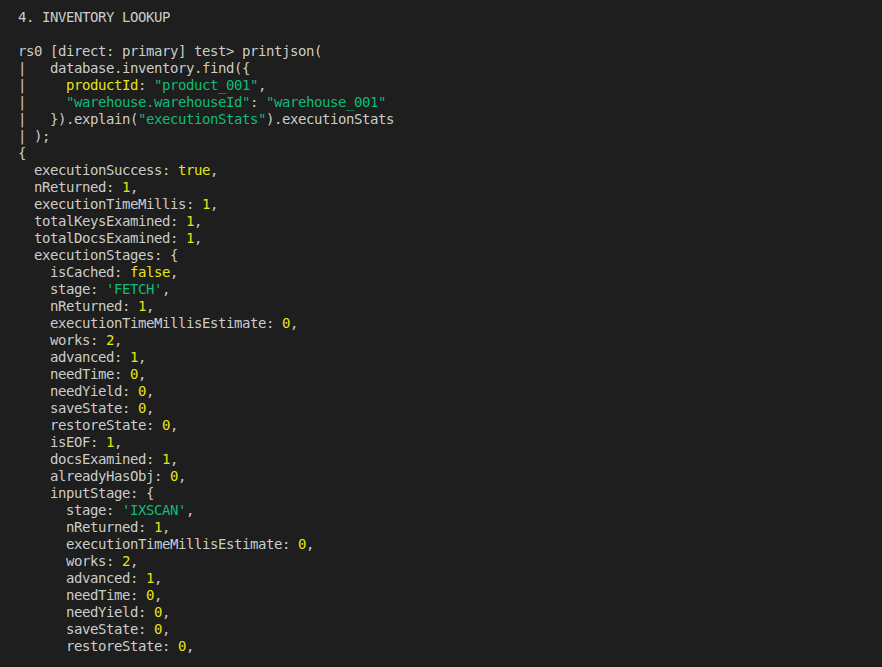 4. INVENTORY LOOKUP
rs0 [direct: primary] test> printjson(
|   database.inventory.find({
|     productId: "product_001",
|     "warehouse.warehouseId": "warehouse_001"
|   }).explain("executionStats").executionStats
| );
{
  executionSuccess: true,
  nReturned: 1,
  executionTimeMillis: 1,
  totalKeysExamined: 1,
  totalDocsExamined: 1,
  executionStages: {
    isCached: false,
    stage: 'FETCH',
    nReturned: 1,
    executionTimeMillisEstimate: 0,
    works: 2,
    advanced: 1,
    needTime: 0,
    needYield: 0,
    saveState: 0,
    restoreState: 0,
    isEOF: 1,
    docsExamined: 1,
    alreadyHasObj: 0,
    inputStage: {
      stage: 'IXSCAN',
      nReturned: 1,
      executionTimeMillisEstimate: 0,
      works: 2,
      advanced: 1,
      needTime: 0,
      needYield: 0,
      saveState: 0,
      restoreState: 0,